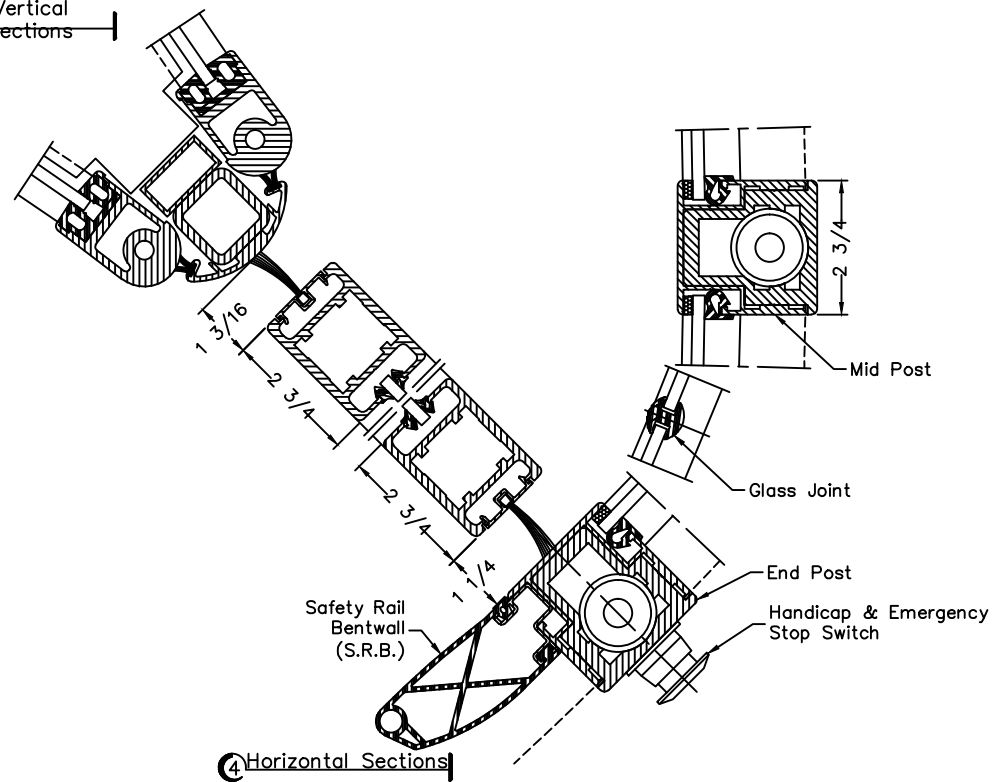 Vertical
ections
1 3/16
2 3/4
2 3/4
1 1/4
2 3/4
Mid Post
Glass Joint
End Post
Handicap & Emergency
Stop Switch
Safety Rail
Bentwall
(S.R.B.)
4 Horizontal Sections